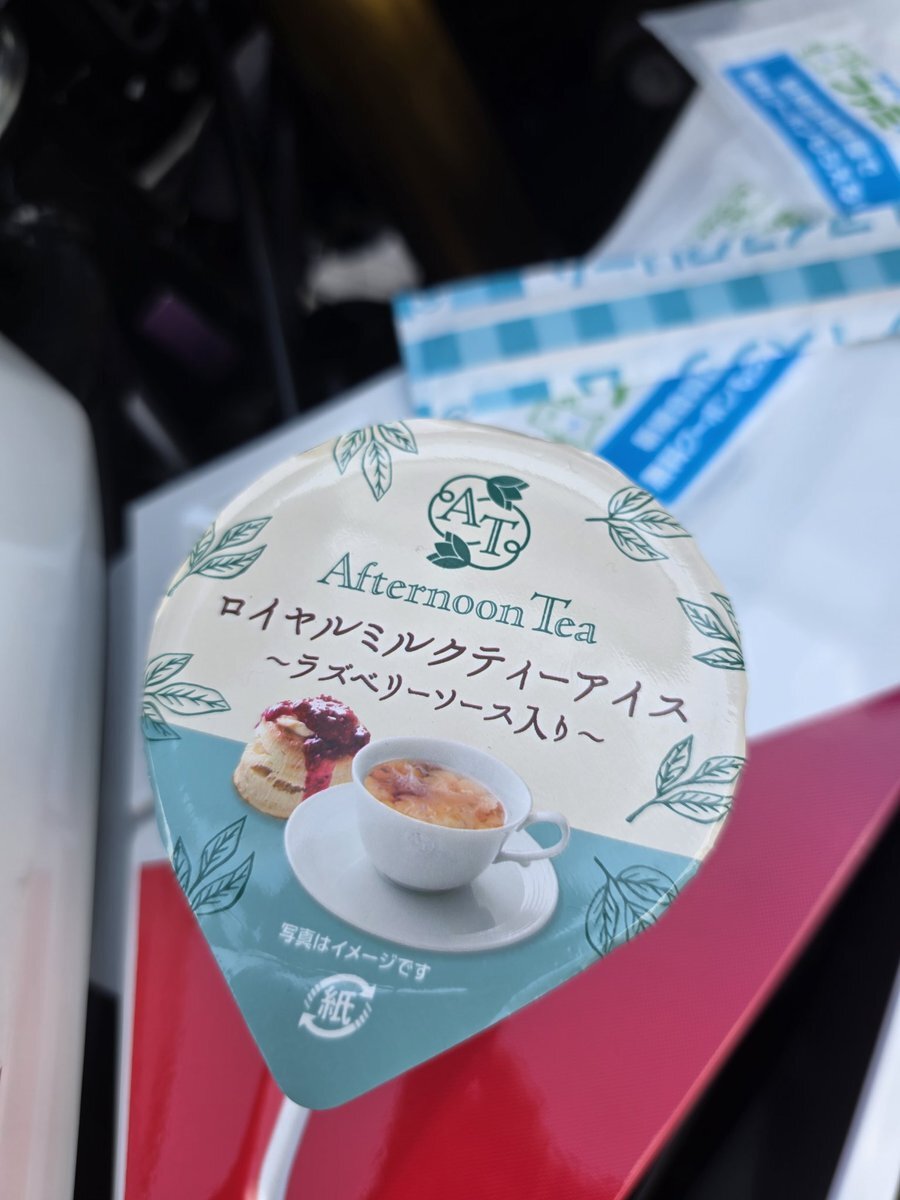 AT
Afternoon Tea
ロイヤルミルクティーアイス
~ラズベリーソース入り~
写真はイメージです
紙